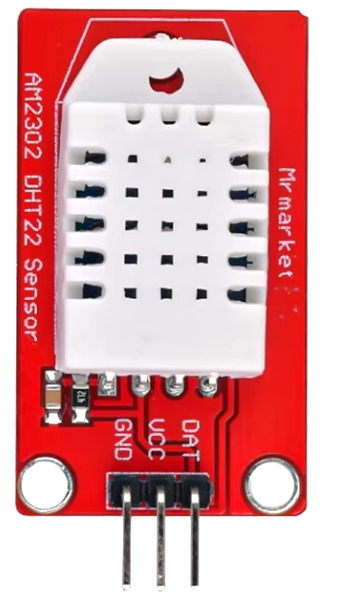 AM2302 DHT22 Sensor
Mrmarket
GND
VCC
DAT